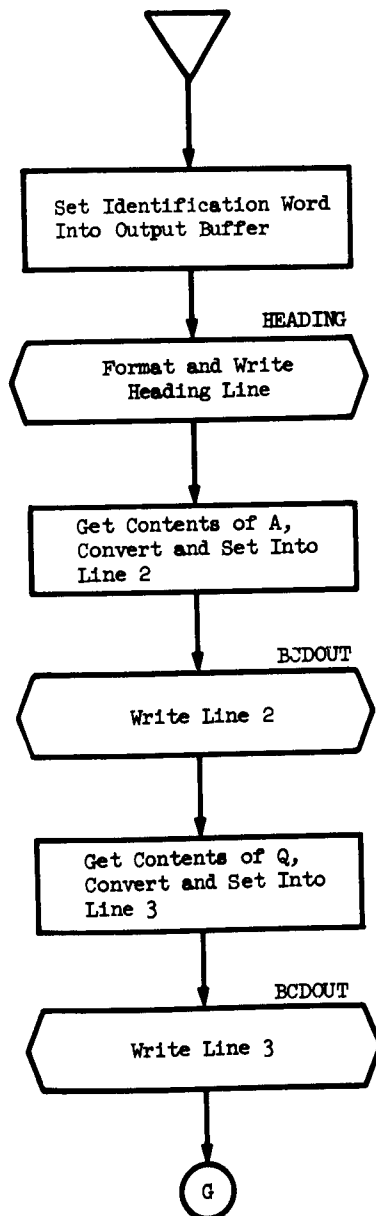 Set Identification Word
Into Output Buffer
HEADING
Format and Write
Heading Line
Get Contents of A,
Convert and Set Into
Line 2
BCDOUT
Write Line 2
Get Contents of Q,
Convert and Set Into
Line 3
BCDOUT
Write Line 3
G